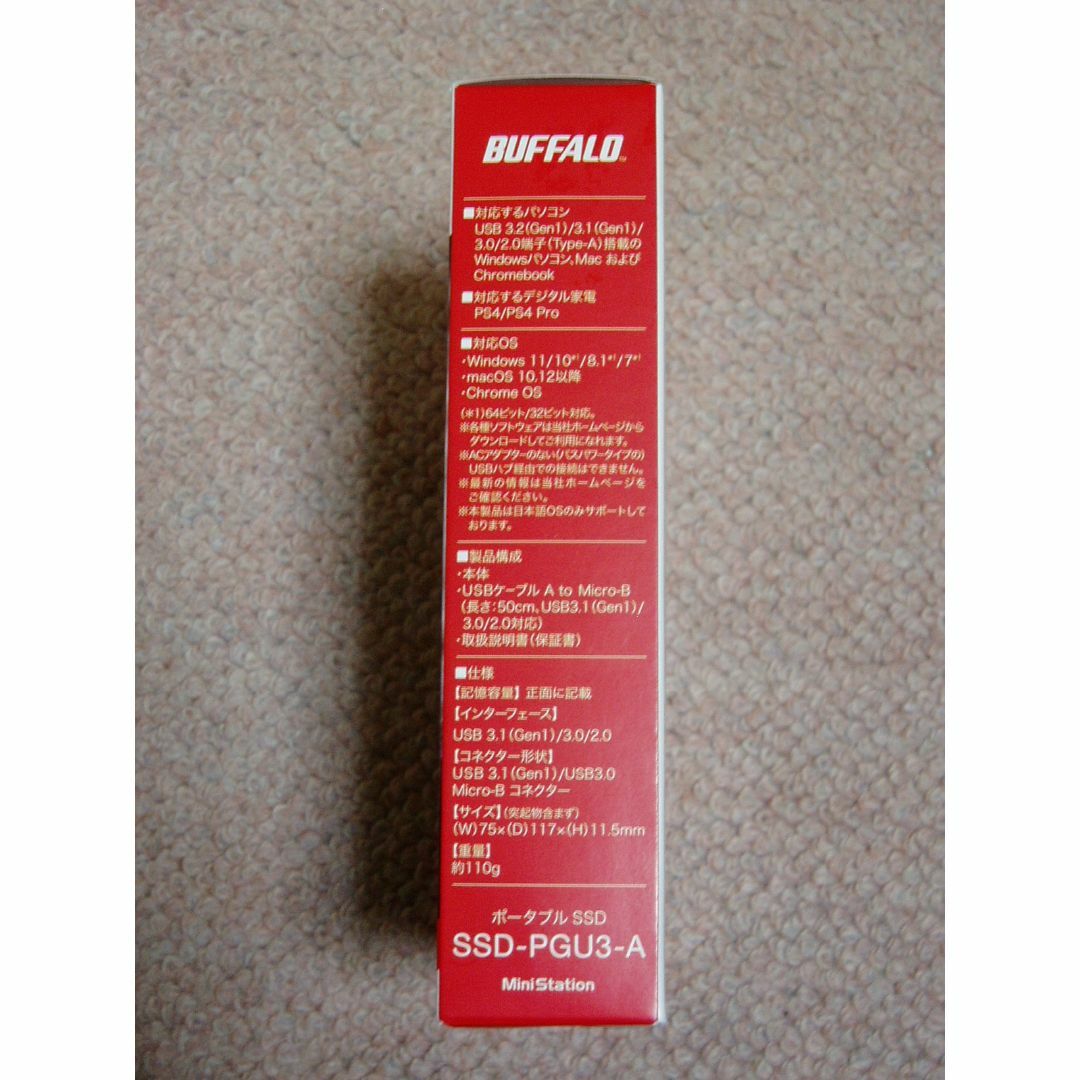 BUFFALO™
■対応するパソコン
USB 3.2(Gen1)/3.1(Gen1)/
3.0/2.0端子(Type-A)搭載の
Windowsパソコン、Mac および
Chromebook
■対応するデジタル家電
PS4/PS4 Pro
■対応OS
・Windows 11/10*¹/8.1*¹/7*¹
・macOS 10.12以降
・Chrome OS
(*1)64ビット/32ビット対応。
※各種ソフトウェアは当社ホームページから
ダウンロードしてご利用になれます。
※ACアダプターのない(バスパワータイプの)
USBハブ経由での接続はできません。
※最新の情報は当社ホームページを
ご確認ください。
※本製品は日本語OSのみサポートして
おります。
■製品構成
・本体
・USBケーブル A to Micro-B
(長さ:50cm、USB3.1(Gen1)/
3.0/2.0対応)
・取扱説明書(保証書)
■仕様
【記憶容量】正面に記載
【インターフェース】
USB 3.1(Gen1)/3.0/2.0
【コネクター形状】
USB 3.1(Gen1)/USB3.0
Micro-B コネクター
【サイズ】(突起物含まず)
(W)75×(D)117×(H)11.5mm
【重量】
約110g
ポータブル SSD
SSD-PGU3-A
MiniStation